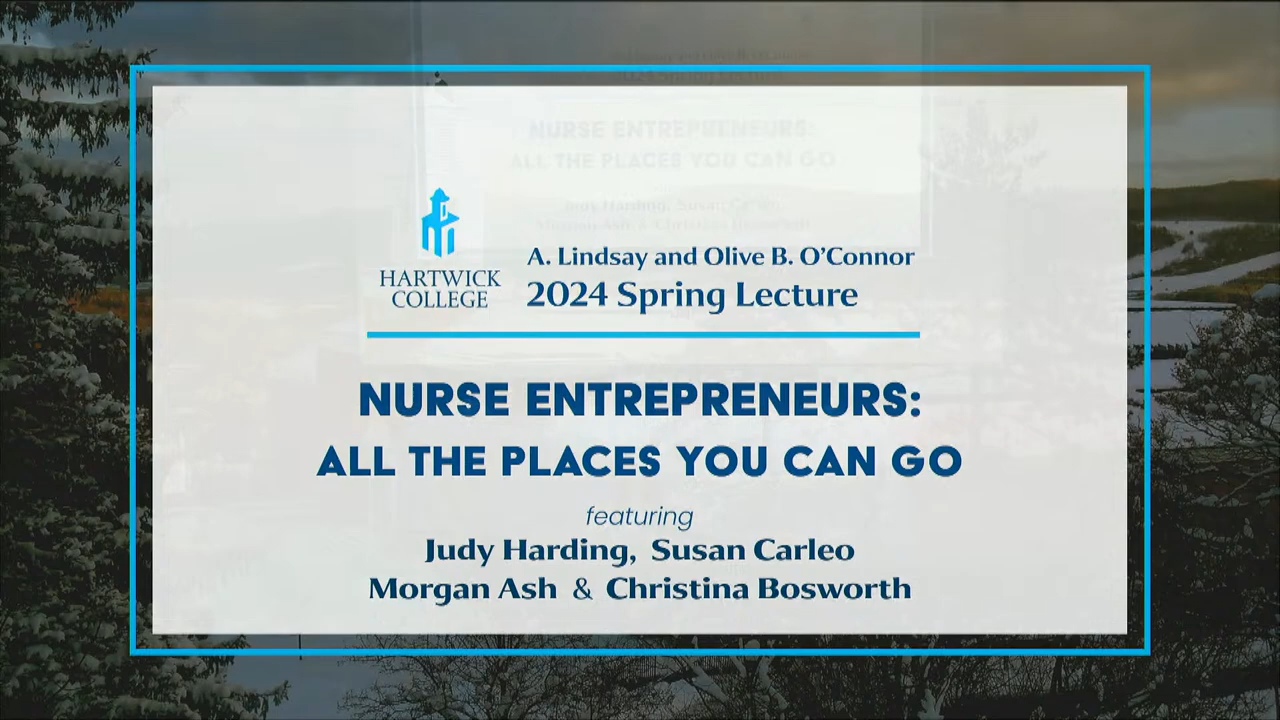 HARTWICK
COLLEGE
A. Lindsay and Olive B. O'Connor
2024 Spring Lecture
NURSE ENTREPRENEURS:
ALL THE PLACES YOU CAN GO
featuring
Judy Harding, Susan Carleo
Morgan Ash & Christina Bosworth